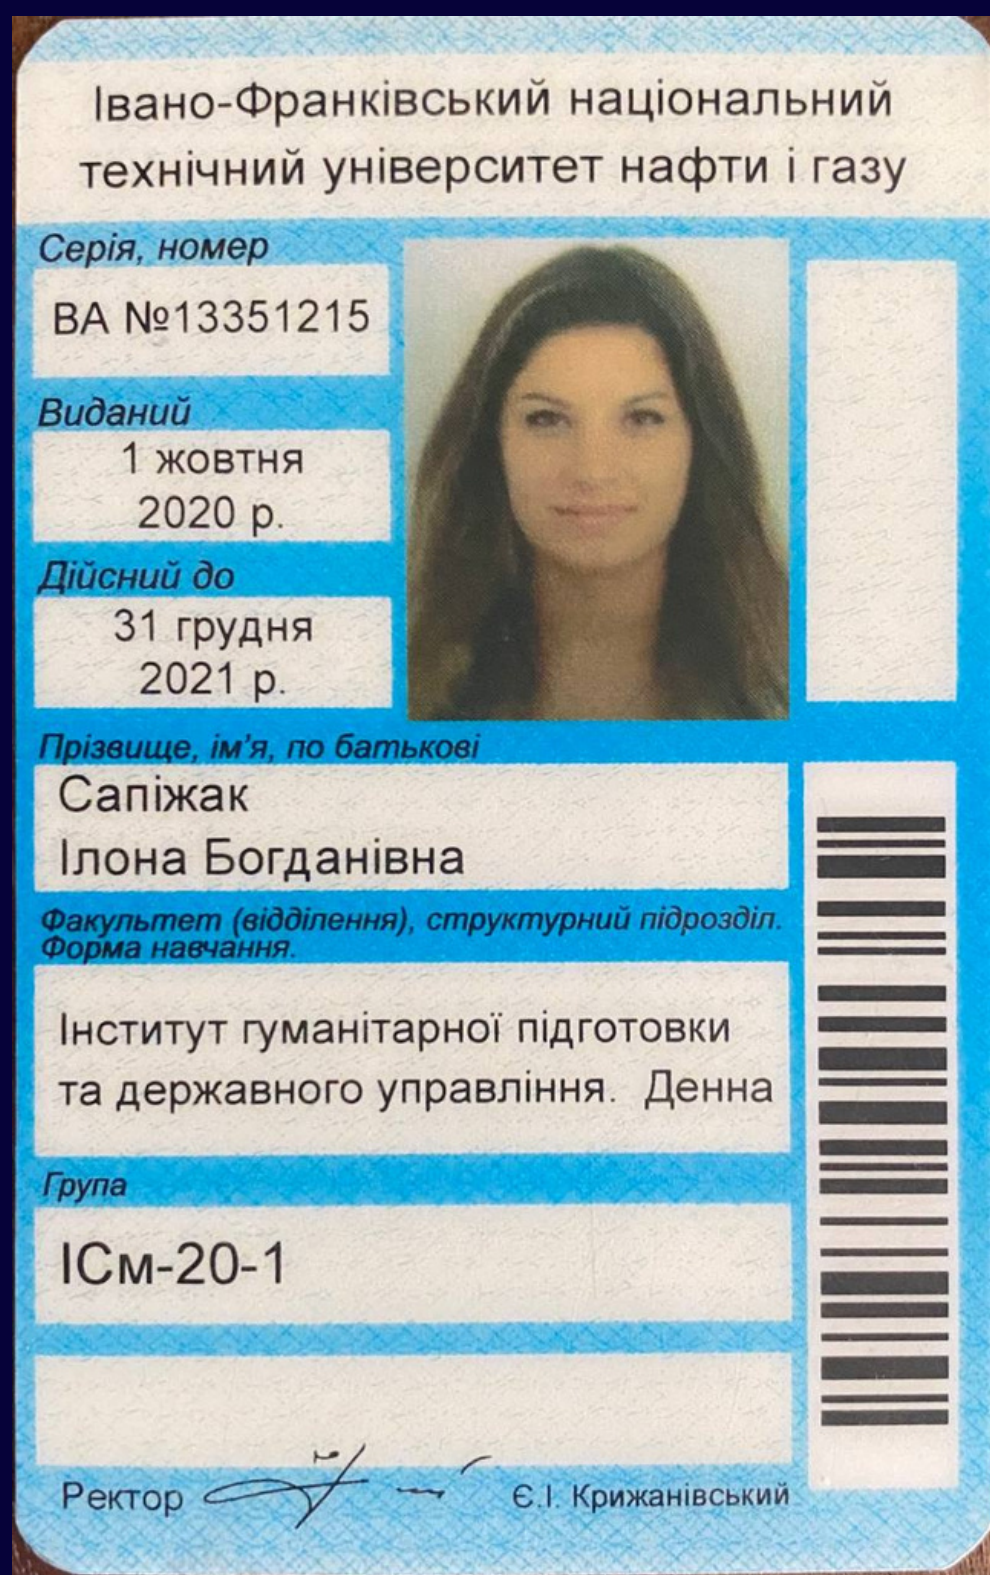 Івано-Франківський національний
технічний університет нафти і газу
Серія, номер
ВА №13351215
Виданий
1 жовтня
2020 р.
Дійсний до
31 грудня
2021 р.
Прізвище, ім'я, по батькові
Сапіжак
Ілона Богданівна
Факультет (відділення), структурний підрозділ.
Форма навчання.
Інститут гуманітарної підготовки
та державного управління. Денна
Група
ІСм-20-1
Ректор Є.І. Крижанівський